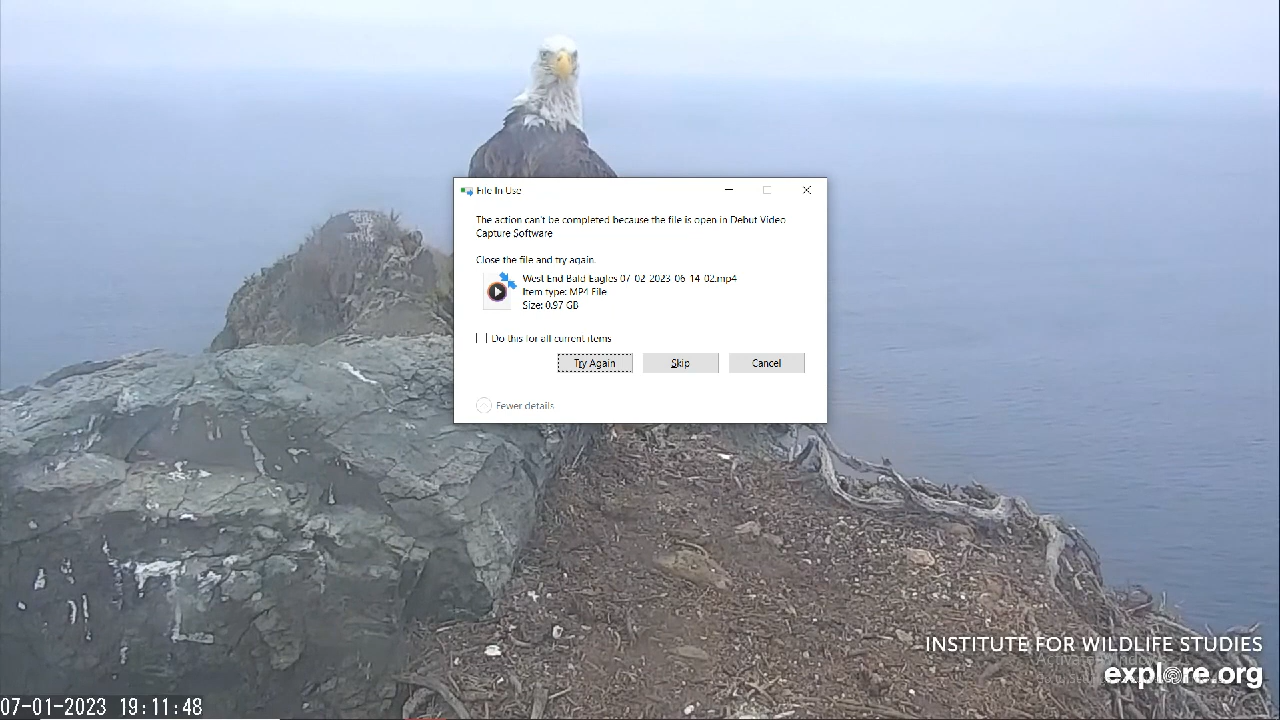 File In Use
The action can't be completed because the file is open in Debut Video
Capture Software
Close the file and try again.
West End Bald Eagles 07-02-2023-06-14-02.mp4
Item type: MP4 File
Size: 0.97 GB
Do this for all current items
Try Again
Skip
Cancel
Fewer details
INSTITUTE FOR WILDLIFE STUDIES
explore.org
07-01-2023 19:11:48